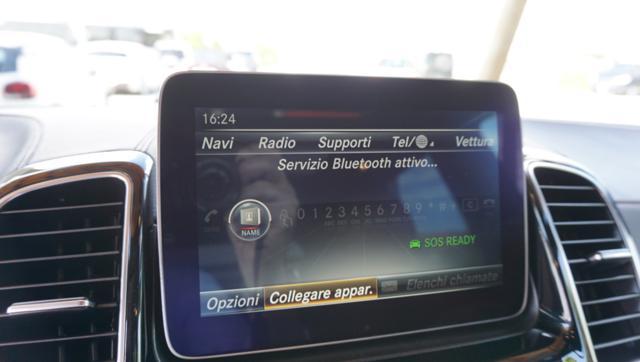 16:24
Navi Radio Supporti Tel/ 4 Vettura
Servizio Bluetooth attivo...
0 1 2 3 4 5 6 7 8 9 * # + C
NAME
SOS READY
Opzioni Collegare appar. Elenchi chiamate